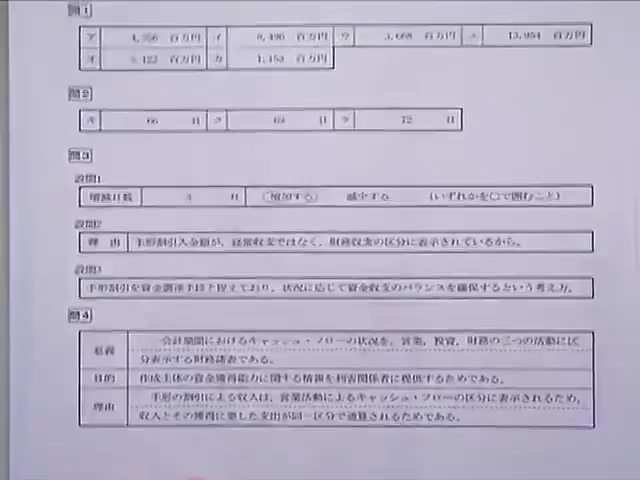 問1
ア 百万円 イ 百万円 ウ 百万円 エ 13,954 百万円
オ 百万円 カ 1,153 百万円
問2
キ 66 日 ク 69 日 ケ 72 日
問3
設問1
増減日数 3 日 増加する 減少する (いずれかを○で囲むこと)
設問2
理由 手形割引入金額が、経常収支ではなく、財務収支の区分に表示されているから。
設問3
手形割引を資金調達手段と捉えており、状況に応じて資金収支のバランスを確保するという考え方。
問4
意義 一会計期間におけるキャッシュ・フローの状況を、営業、投資、財務の三つの活動に区
分表示する財務諸表である。
目的 作成主体の資金獲得能力に関する情報を利害関係者に提供するためである。
理由 手形の割引による収入は、営業活動によるキャッシュ・フローの区分に表示されるため、
収入とその獲得に要した支出が同一区分で通算されるためである。